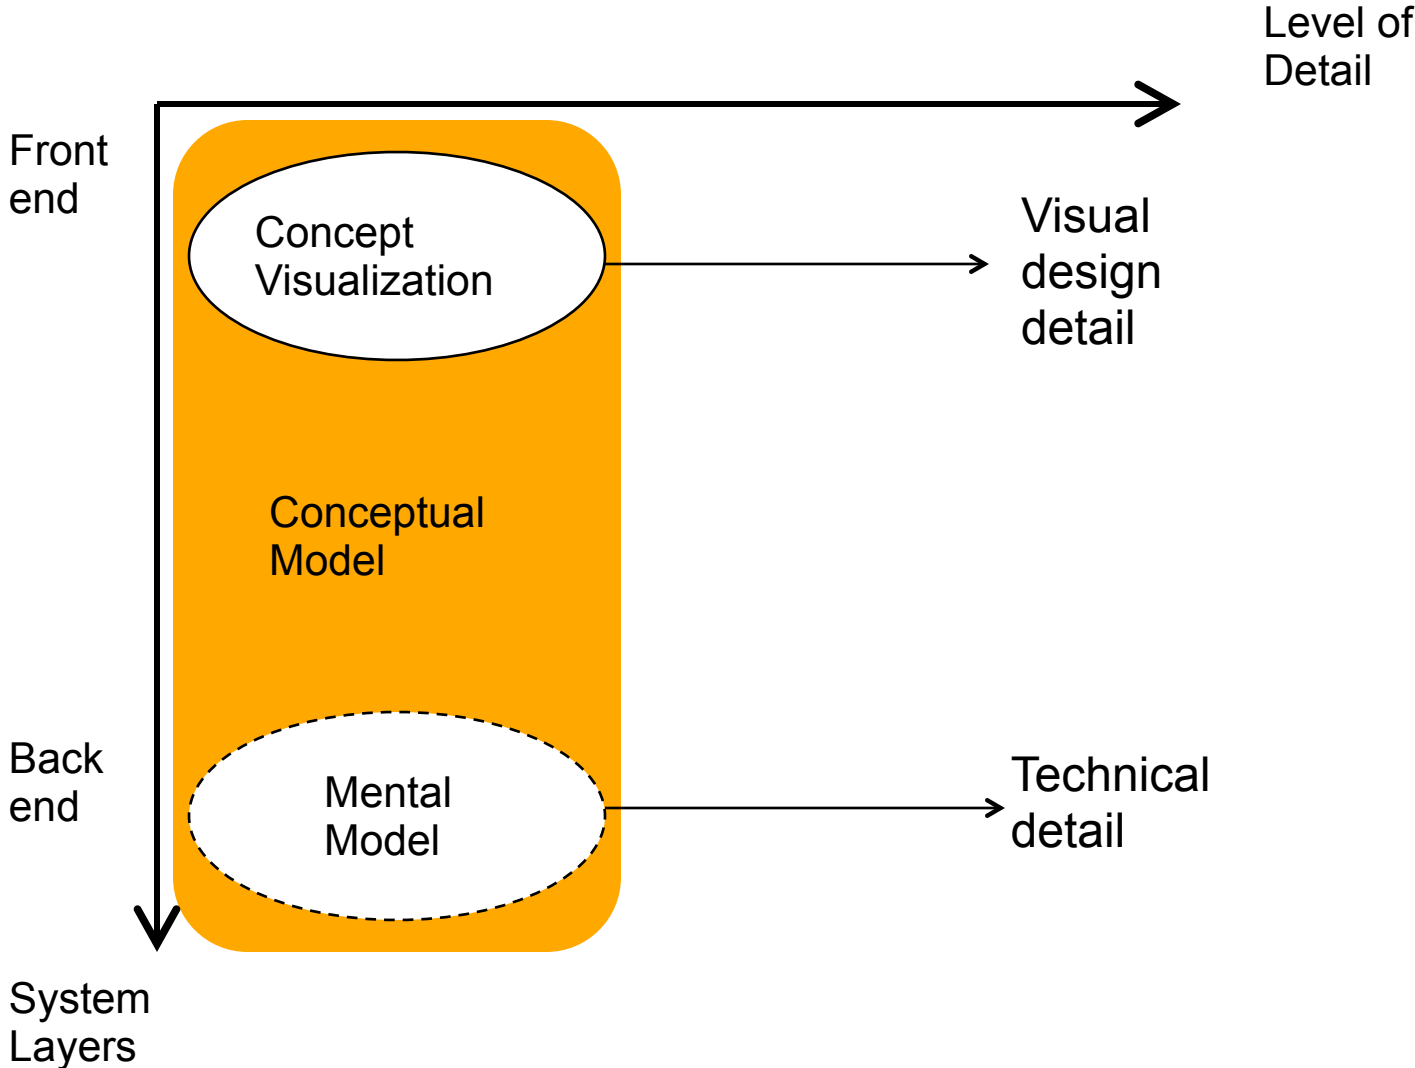 Level of
Detail
Front
end
Concept
Visualization
Visual
design
detail
Conceptual
Model
Back
end
Mental
Model
Technical
detail
System
Layers